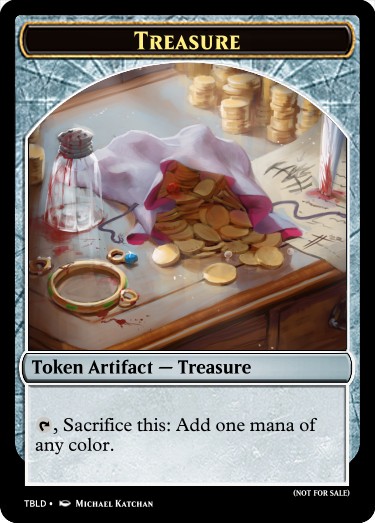 Treasure
Token Artifact — Treasure
, Sacrifice this: Add one mana of
any color.
(NOT FOR SALE)
TBLD • Michael Katchan